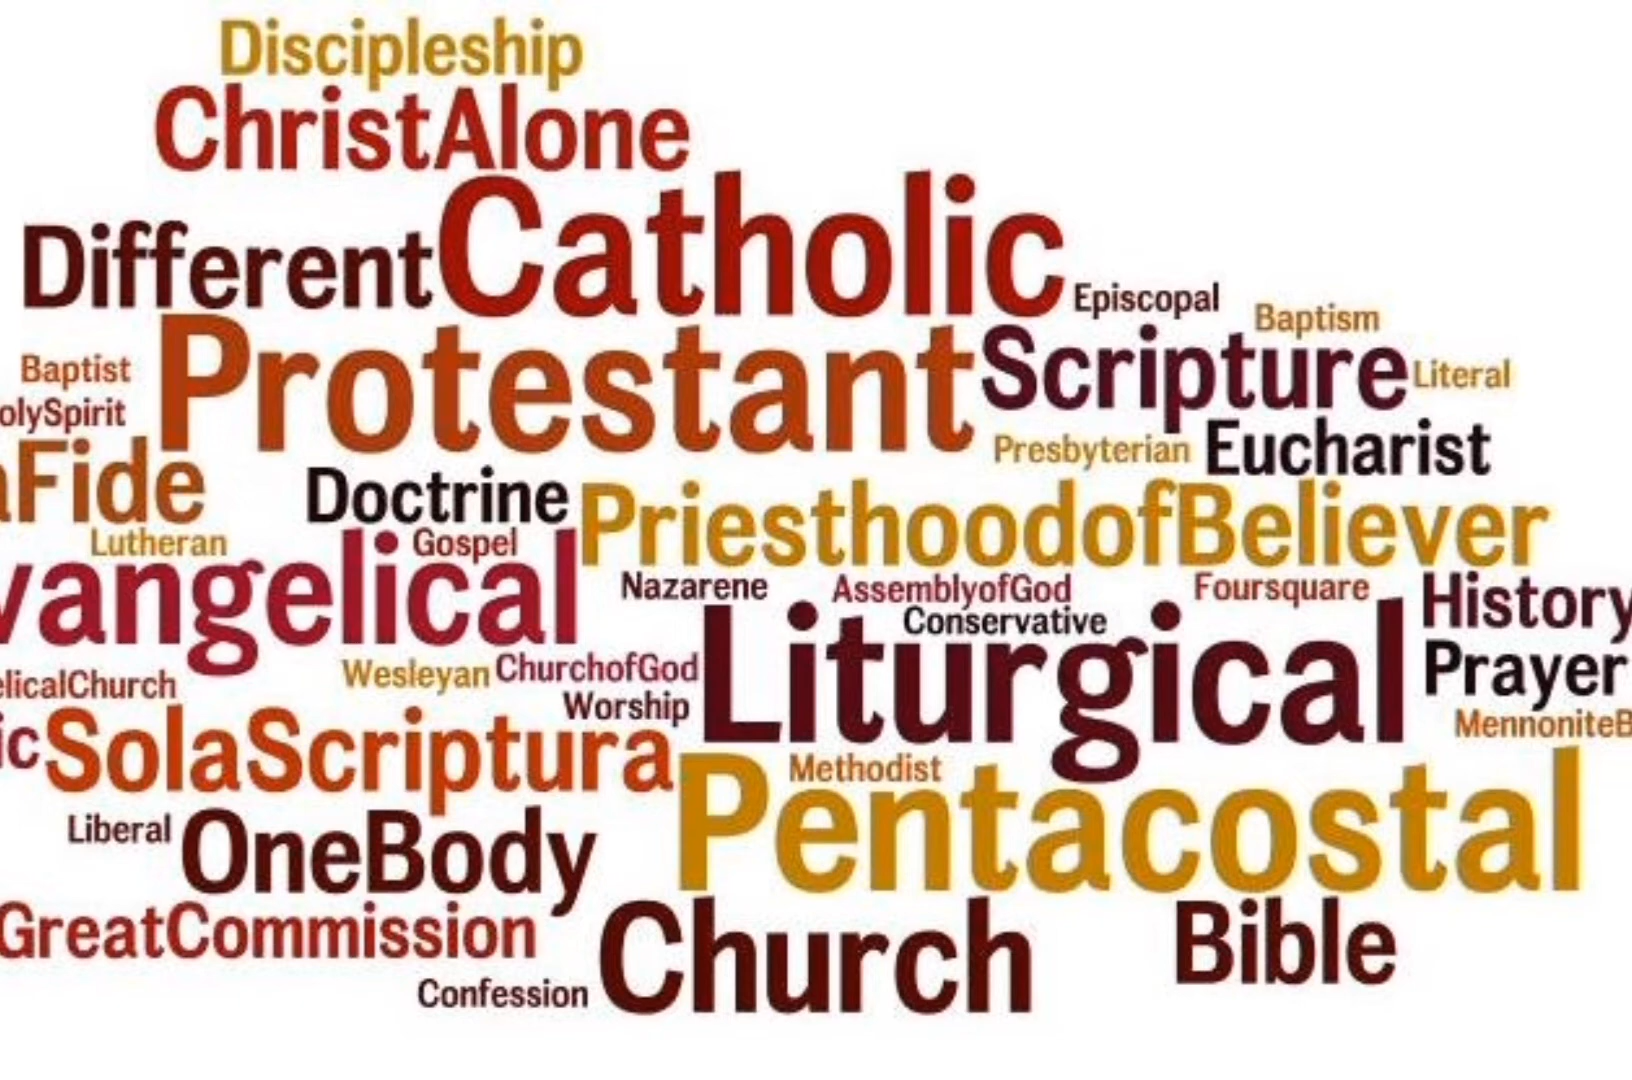 Discipleship
ChristAlone
Different Catholic
Episcopal
Baptism
Protestant Scripture
Baptist
Literal
olySpirit
Presbyterian Eucharist
aFide
Doctrine PriesthoodofBeliever
Lutheran
Gospel
vangelical
Nazarene AssemblyofGod Foursquare History
Conservative
Liturgical
elicalChurch Wesleyan ChurchofGod
Prayer
Worship
MennoniteB
ic SolaScriptura
Methodist
Pentacostal
Liberal OneBody
GreatCommission
Church Bible
Confession